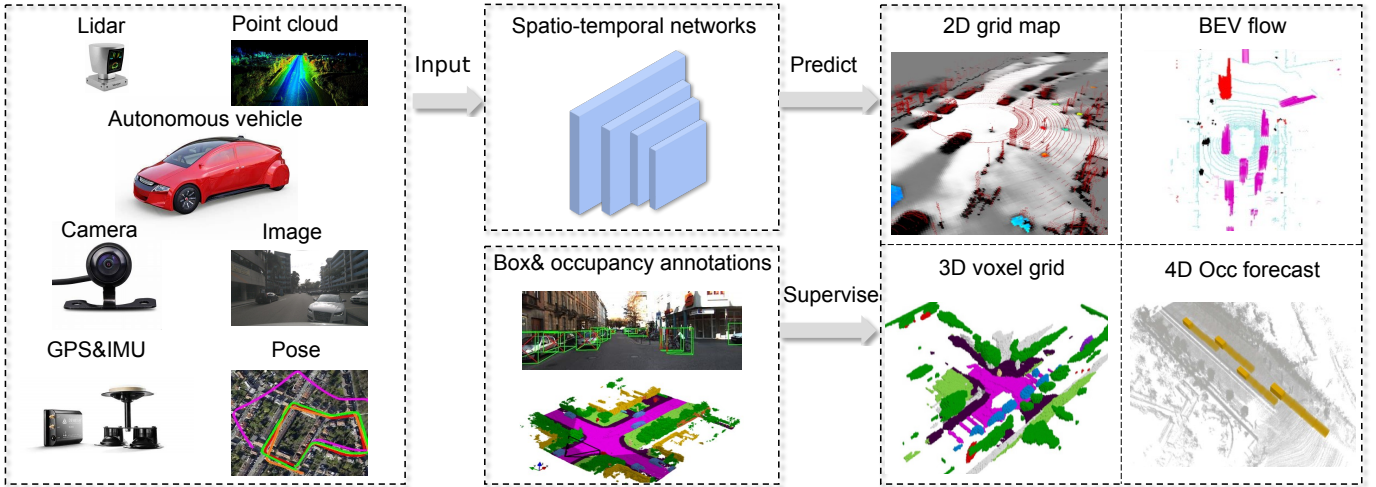 Lidar
Point cloud
Autonomous vehicle
Camera
Image
GPS&IMU
Pose
Input
Spatio-temporal networks
Box& occupancy annotations
Predict
Supervise
2D grid map
BEV flow
3D voxel grid
4D Occ forecast